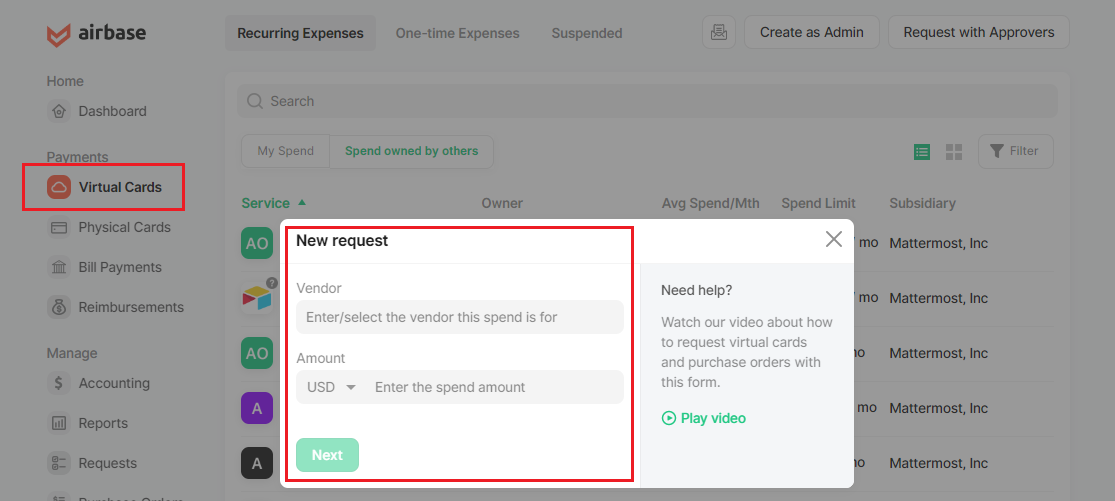 airbase
Recurring Expenses
One-time Expenses
Suspended
Create as Admin
Request with Approvers
Home
Dashboard
Payments
Virtual Cards
Physical Cards
Bill Payments
Reimbursements
Manage
Accounting
Reports
Requests
Purchase Orders
Search
My Spend
Spend owned by others
Filter
Service
Owner
Avg Spend/Mth
Spend Limit
Subsidiary
AO
mo
Mattermost, Inc
?
mo
Mattermost, Inc
AO
mo
Mattermost, Inc
A
mo
Mattermost, Inc
A
mo
Mattermost, Inc
New request
Vendor
Enter/select the vendor this spend is for
Amount
USD
Enter the spend amount
Next
Need help?
Watch our video about how
to request virtual cards
and purchase orders with
this form.
Play video